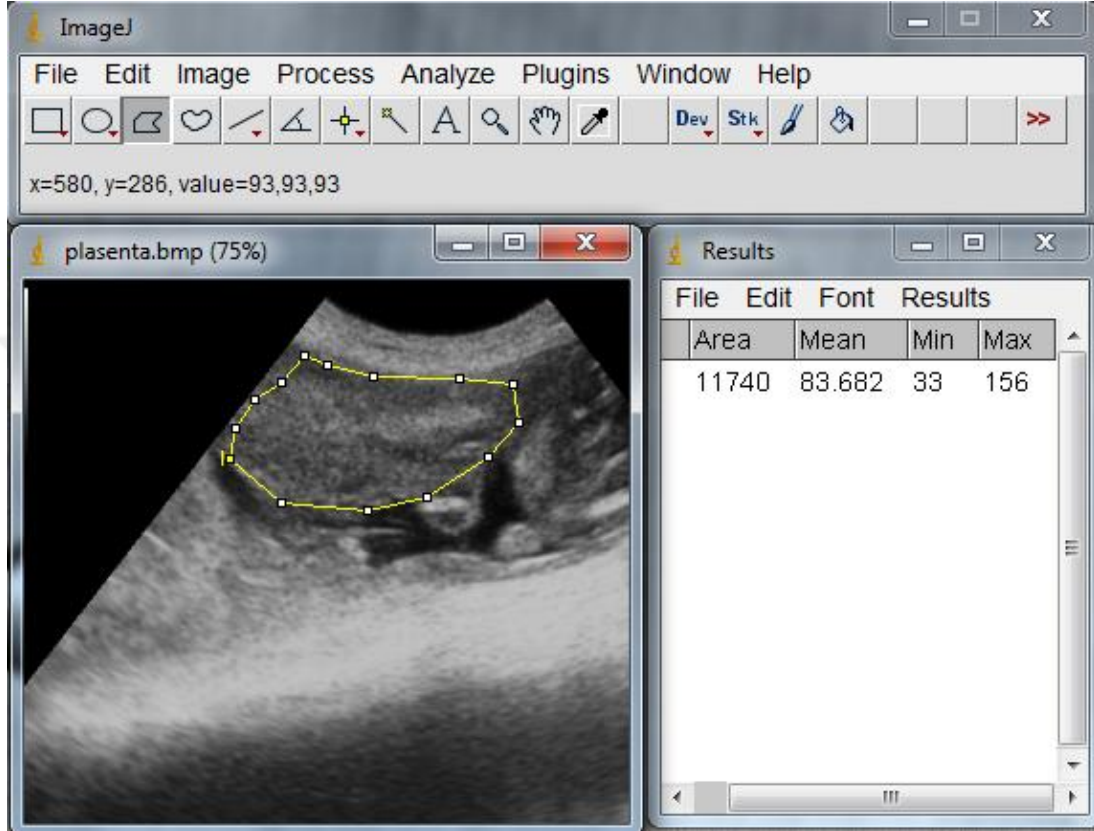 ImageJ
File Edit Image Process Analyze Plugins Window Help
Dev Stk >>
x=580, y=286, value=93,93,93
plasenta.bmp (75%)
Results
File Edit Font Results
Area Mean Min Max
11740 83.682 33 156